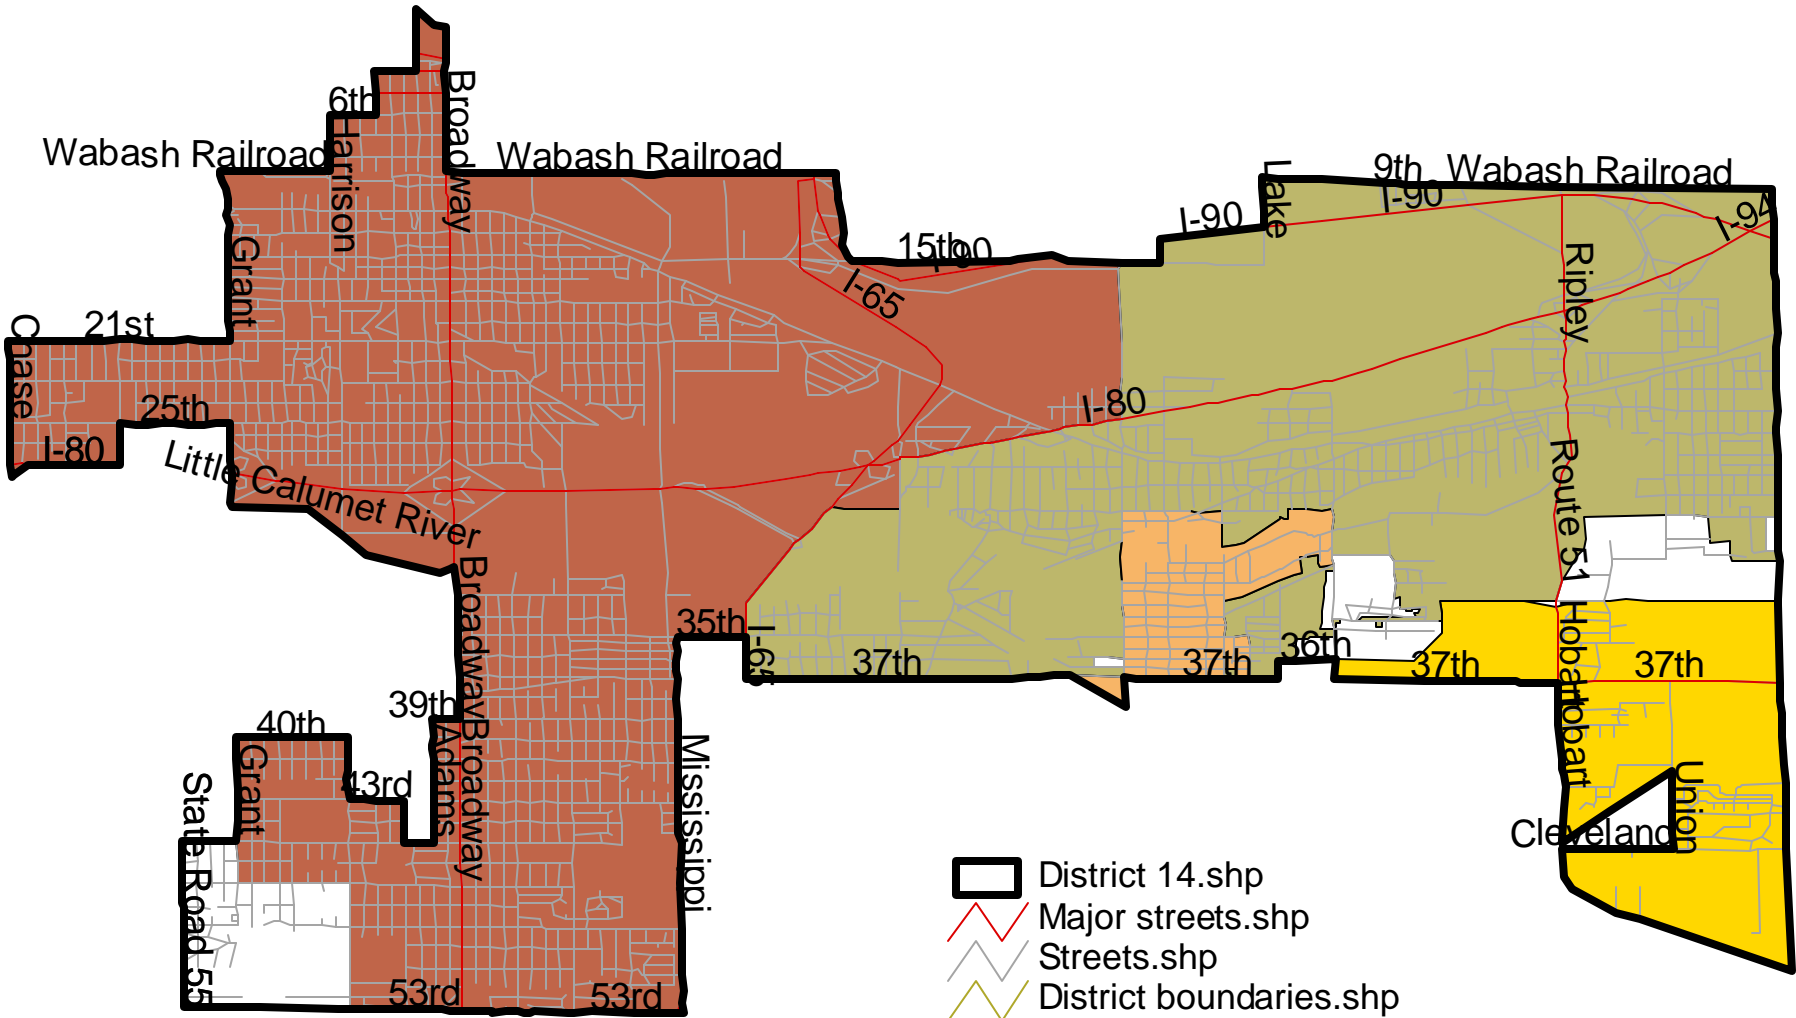 6th
Broadway
Wabash Railroad
Harrison
Wabash Railroad
9th
Wabash Railroad
Lake
I-90
I-90
I-94
Grant
15th
I-90
I-65
Ripley
21st
Chase
25th
I-80
I-80
Little Calumet River
Route 51
Broadway
35th
I-65
37th
37th
36th
37th
Hobart
37th
39th
Broadway
Adams
Hobart
40th
Grant
43rd
Mississippi
State Road 55
Union
Cleveland
53rd
53rd
District 14.shp
Major streets.shp
Streets.shp
District boundaries.shp